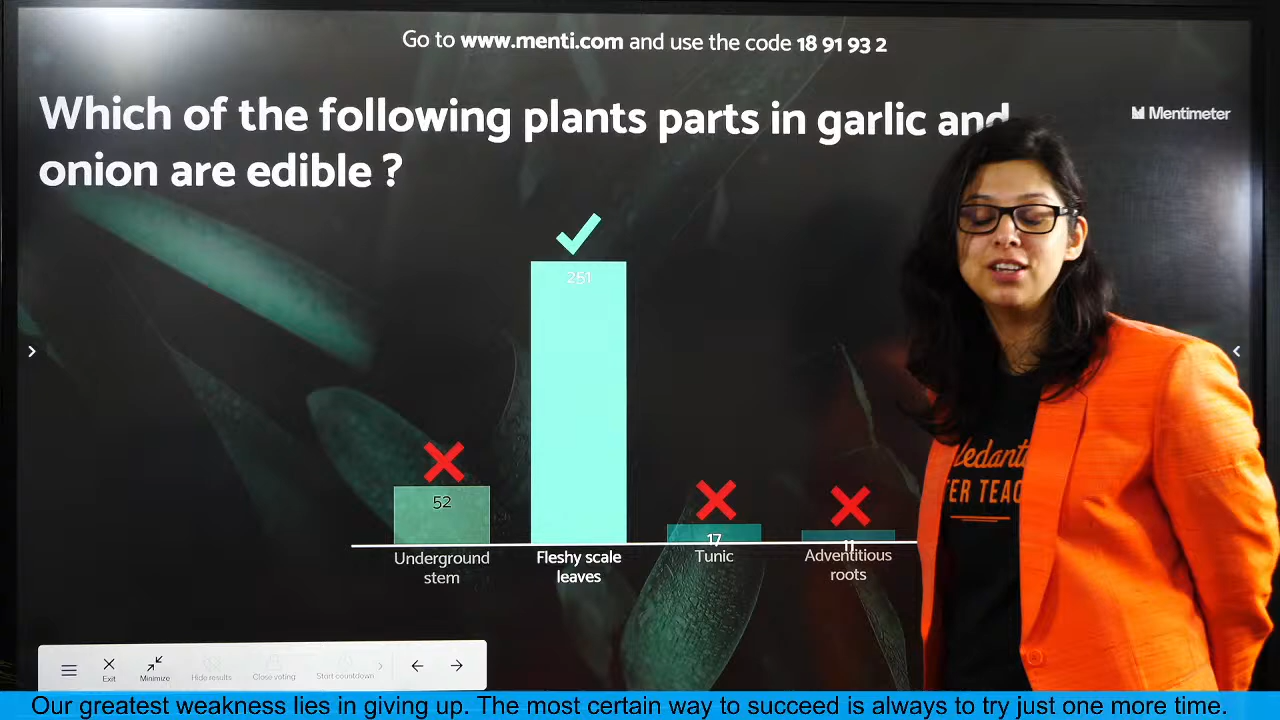 Go to www.menti.com and use the code 18 91 93 2
Which of the following plants parts in garlic and
onion are edible ?
Mentimeter
251
52
17
11
Underground
stem
Fleshy scale
leaves
Tunic
Adventitious
roots
Vedant
TER TEAC
Exit
Minimize
Hide results
Close voting
Start countdown
Our greatest weakness lies in giving up. The most certain way to succeed is always to try just one more time.